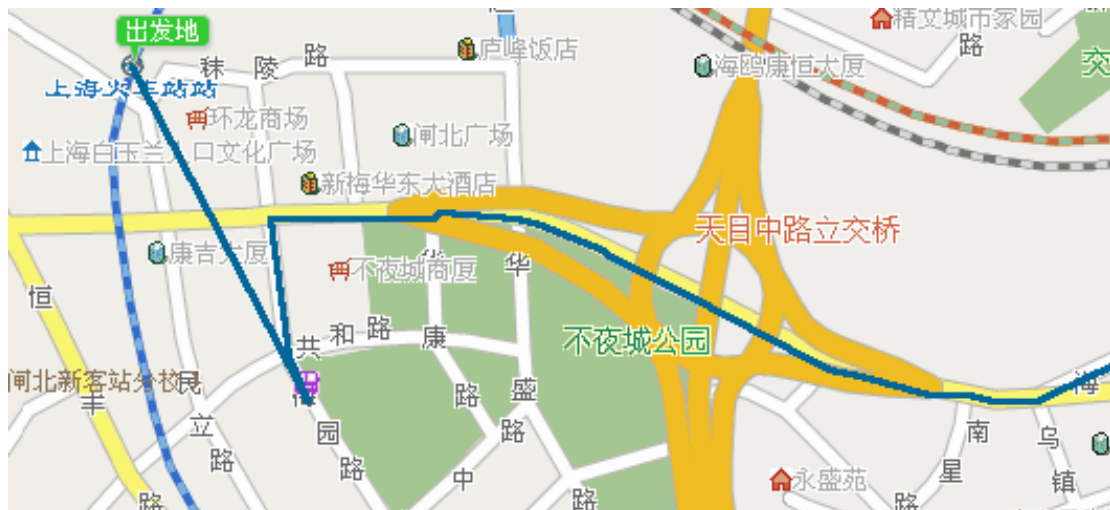 出发地
上海火车站站
秣陵路
庐峰饭店
精文城市家园
路
海鸥康恒大厦
交
环龙商场
闸北广场
上海白玉兰人口文化广场
新梅华东大酒店
天目中路立交桥
康吉大厦
不夜城商厦
华
华
恒
共和路
康
不夜城公园
闸北新客站分校
丰
民
立
路
梅
园
路
路
盛
路
中
路
海
南
星
路
乌
镇
永盛苑
路